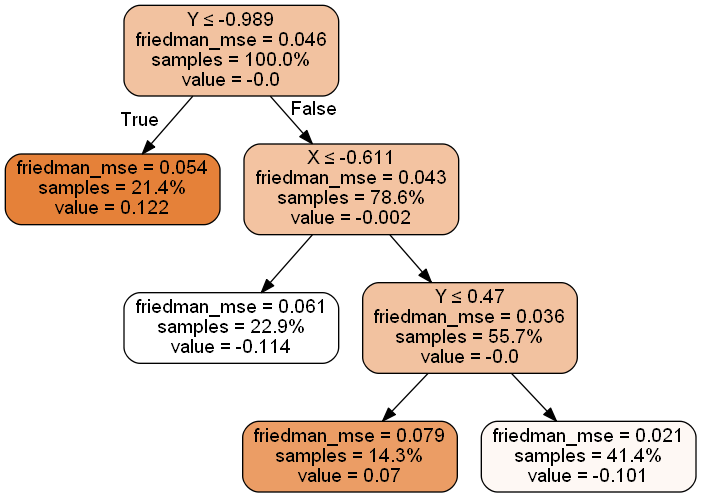 Y ≤ -0.989
friedman_mse = 0.046
samples = 100.0%
value = -0.0
True
False
friedman_mse = 0.054
samples = 21.4%
value = 0.122
X ≤ -0.611
friedman_mse = 0.043
samples = 78.6%
value = -0.002
friedman_mse = 0.061
samples = 22.9%
value = -0.114
Y ≤ 0.47
friedman_mse = 0.036
samples = 55.7%
value = -0.0
friedman_mse = 0.079
samples = 14.3%
value = 0.07
friedman_mse = 0.021
samples = 41.4%
value = -0.101